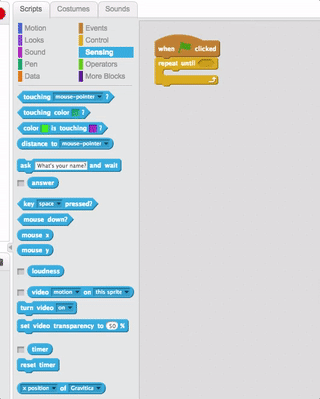 Scripts Costumes Sounds
Motion Events
Looks Control
Sound Sensing
Pen Operators
Data More Blocks
when clicked
repeat until
touching mouse-pointer ?
touching color ?
color is touching ?
distance to mouse-pointer
ask What's your name? and wait
answer
key space pressed?
mouse down?
mouse x
mouse y
loudness
video motion on this sprite
turn video on
set video transparency to 50 %
timer
reset timer
x position of Gravitica